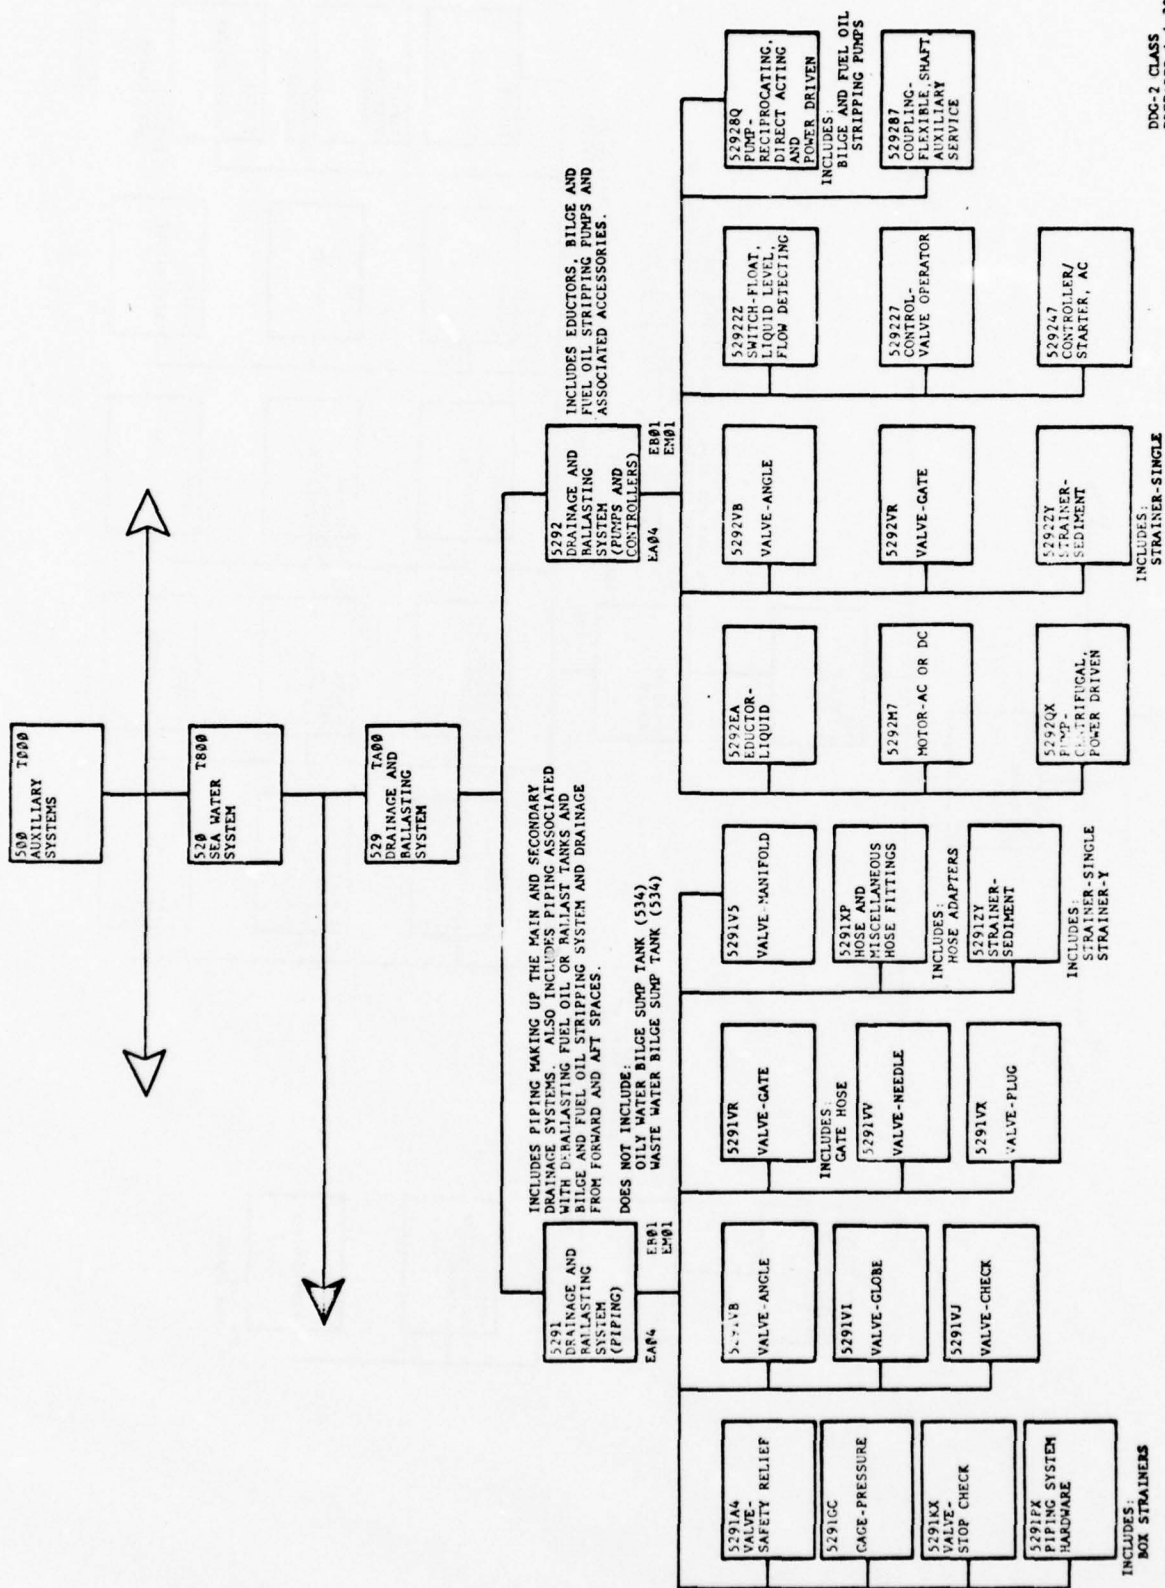 500 T000
AUXILIARY
SYSTEMS
520 T800
SEA WATER
SYSTEM
529 TA00
DRAINAGE AND
BALLASTING
SYSTEM
INCLUDES PIPING MAKING UP THE MAIN AND SECONDARY
DRAINAGE SYSTEMS. ALSO INCLUDES PIPING ASSOCIATED
WITH DEBALLASTING FUEL OIL OR BALLAST TANKS AND
BILGE AND FUEL OIL STRIPPING SYSTEM AND DRAINAGE
FROM FORWARD AND AFT SPACES.
DOES NOT INCLUDE:
OILY WATER BILGE SUMP TANK (534)
WASTE WATER BILGE SUMP TANK (534)
5291
DRAINAGE AND
BALLASTING
SYSTEM
(PIPING)
EA04
EB01
EM01
INCLUDES EDUCTORS, BILGE AND
FUEL OIL STRIPPING PUMPS AND
ASSOCIATED ACCESSORIES.
5292
DRAINAGE AND
BALLASTING
SYSTEM
(PUMPS AND
CONTROLLERS)
EA04
EB01
EM01
5291A4
VALVE-
SAFETY RELIEF
5291GC
GAGE-PRESSURE
5291KX
VALVE-
STOP CHECK
5291PX
PIPING SYSTEM
HARDWARE
INCLUDES:
BOX STRAINERS
5291VB
VALVE-ANGLE
5291VI
VALVE-GLOBE
5291VJ
VALVE-CHECK
5291VR
VALVE-GATE
INCLUDES:
GATE HOSE
5291VV
VALVE-NEEDLE
5291VX
VALVE-PLUG
5291V5
VALVE-MANIFOLD
5291XP
HOSE AND
MISCELLANEOUS
HOSE FITTINGS
INCLUDES:
HOSE ADAPTERS
5291ZY
STRAINER-
SEDIMENT
INCLUDES:
STRAINER-SINGLE
STRAINER-Y
5292EA
EDUCTOR-
LIQUID
5292M7
MOTOR-AC OR DC
5292QX
PUMP-
CENTRIFUGAL,
POWER DRIVEN
5292VB
VALVE-ANGLE
5292VR
VALVE-GATE
5292ZY
STRAINER-
SEDIMENT
INCLUDES:
STRAINER-SINGLE
52922Z
SWITCH-FLOAT,
LIQUID LEVEL,
FLOW DETECTING
529227
CONTROL-
VALVE OPERATOR
529247
CONTROLLER/
STARTER, AC
52928Q
PUMP-
RECIPROCATING,
DIRECT ACTING
AND
POWER DRIVEN
INCLUDES:
BILGE AND FUEL OIL
STRIPPING PUMPS
529287
COUPLING-
FLEXIBLE SHAFT,
AUXILIARY
SERVICE
DDG-2 CLASS